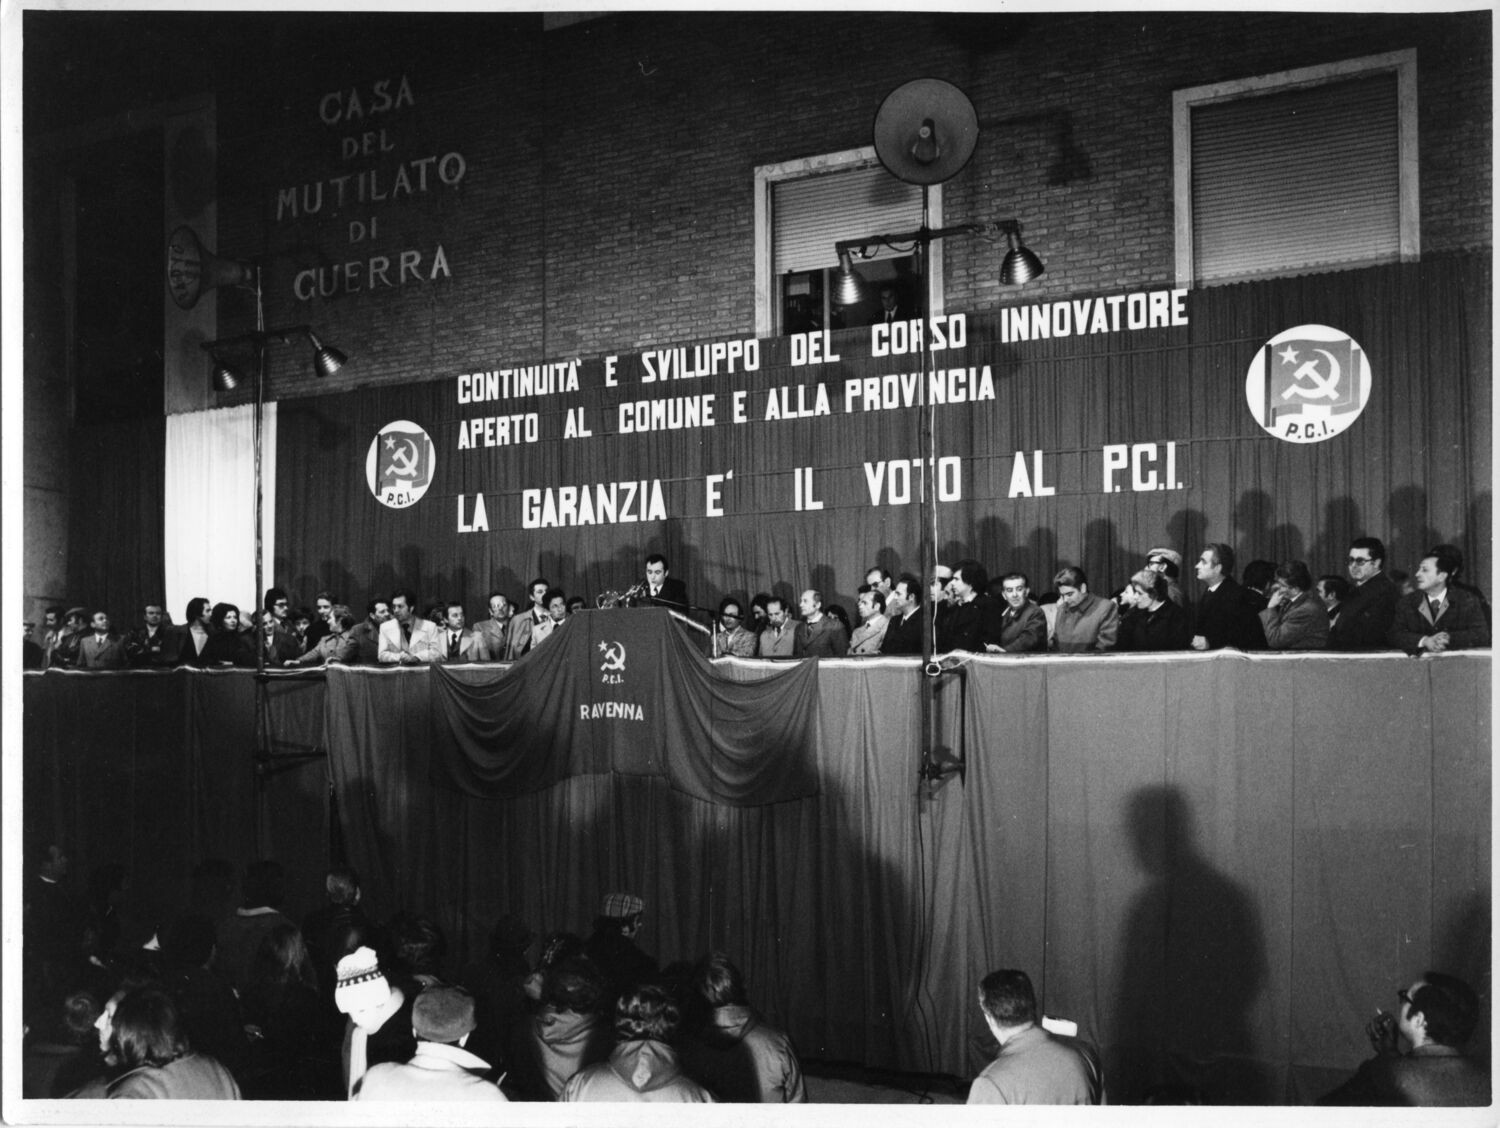 CASA
DEL
MUTILATO
DI
GUERRA
CONTINUITA' E SVILUPPO DEL CORSO INNOVATORE
APERTO AL COMUNE E ALLA PROVINCIA
LA GARANZIA E' IL VOTO AL P.C.I.
P.C.I.
P.C.I.
P.C.I.
RAVENNA